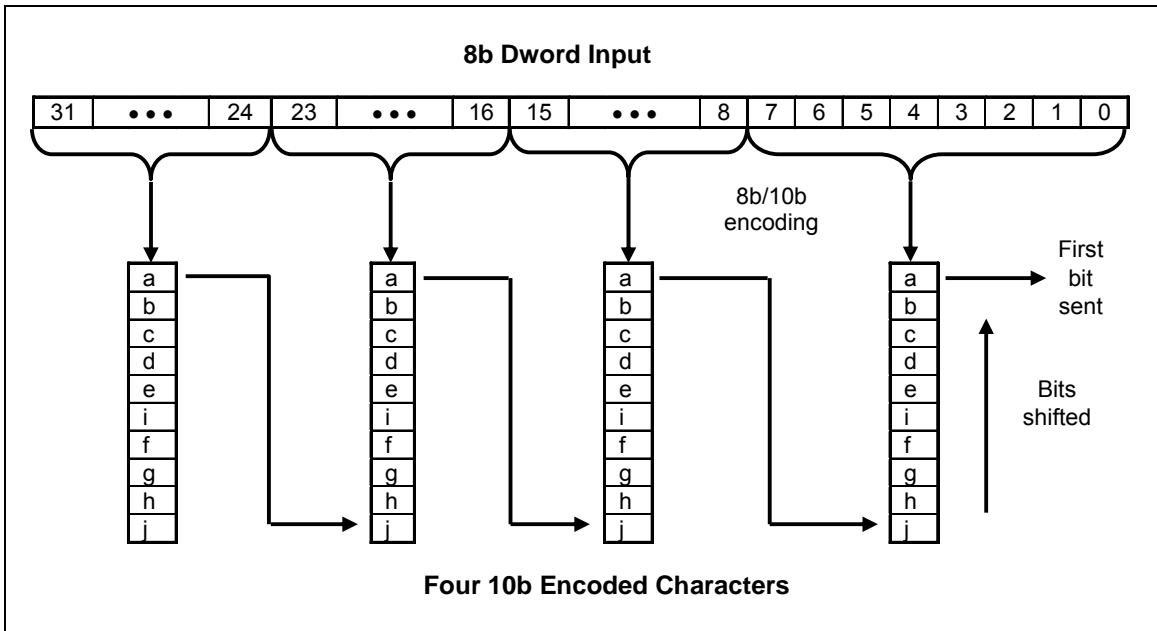 8b Dword Input
31 ••• 24 23 ••• 16 15 ••• 8 7 6 5 4 3 2 1 0
8b/10b
encoding
First
bit
sent
a a a a
b b b b
c c c c
d d d d
e e e e
i i i i
f f f f
g g g g
h h h h
j j j j
Bits
shifted
Four 10b Encoded Characters